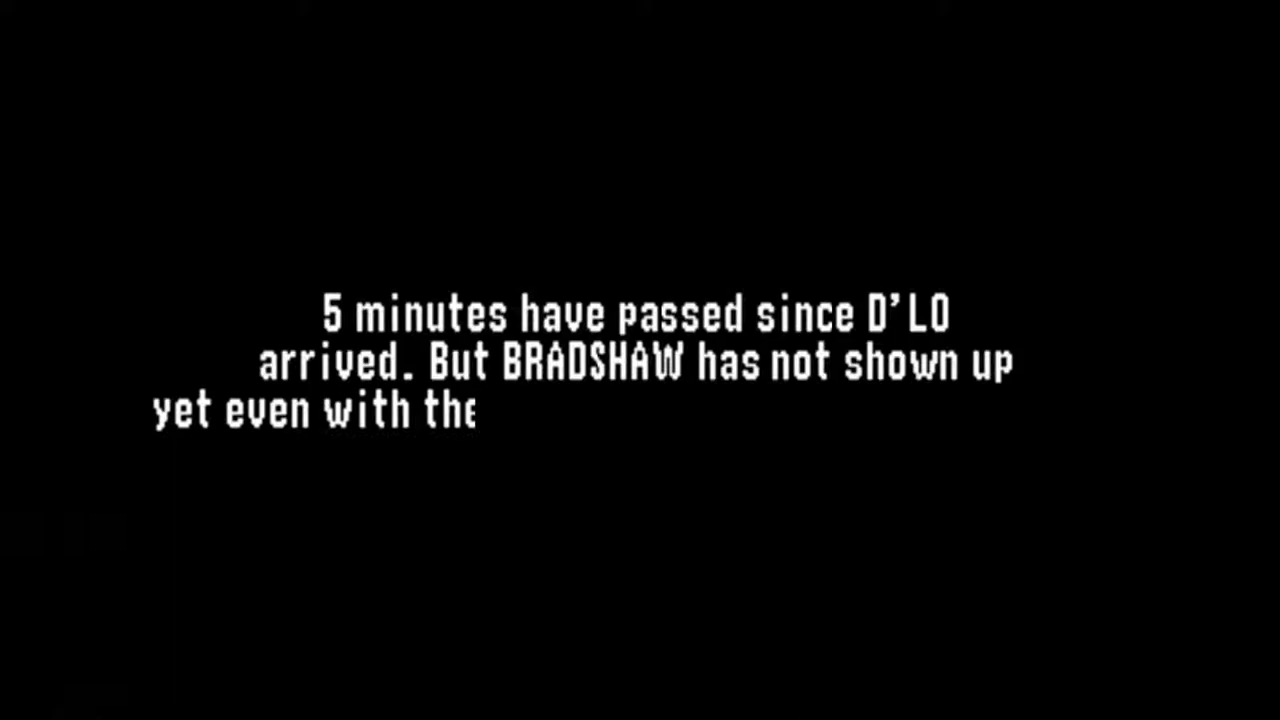 5 minutes have passed since D'LO
arrived. But BRADSHAW has not shown up
yet even with the